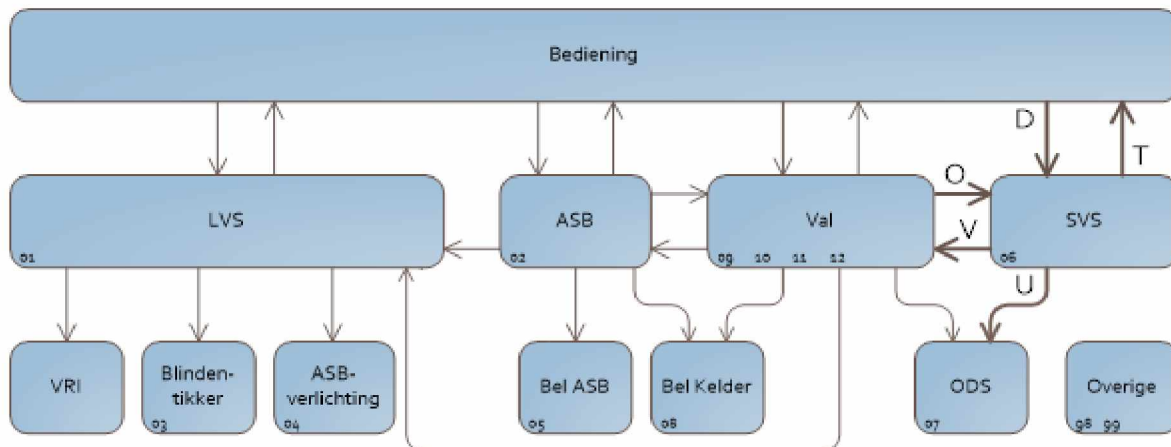 Bediening
D
T
O
V
U
LVS
01
ASB
02
Val
09 10 11 12
SVS
06
VRI
Blinden-
tikker
03
ASB-
verlichting
04
Bel ASB
05
Bel Kelder
08
ODS
07
Overige
98 99